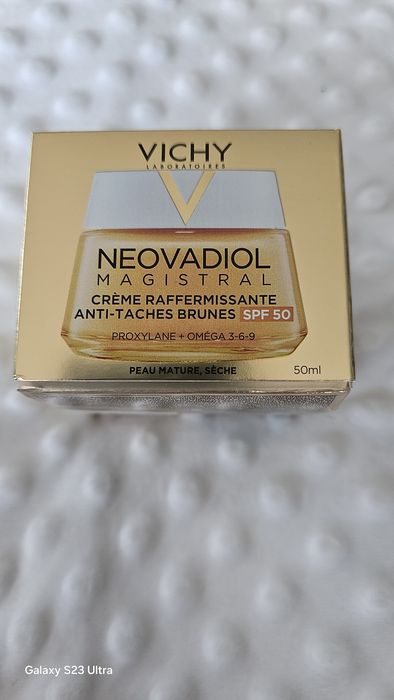 VICHY
LABORATOIRES
NEOVADIOL
MAGISTRAL
CRÈME RAFFERMISSANTE
ANTI-TACHES BRUNES SPF 50
PROXYLANE + OMÉGA 3-6-9
PEAU MATURE, SÈCHE 50ml
Galaxy S23 Ultra